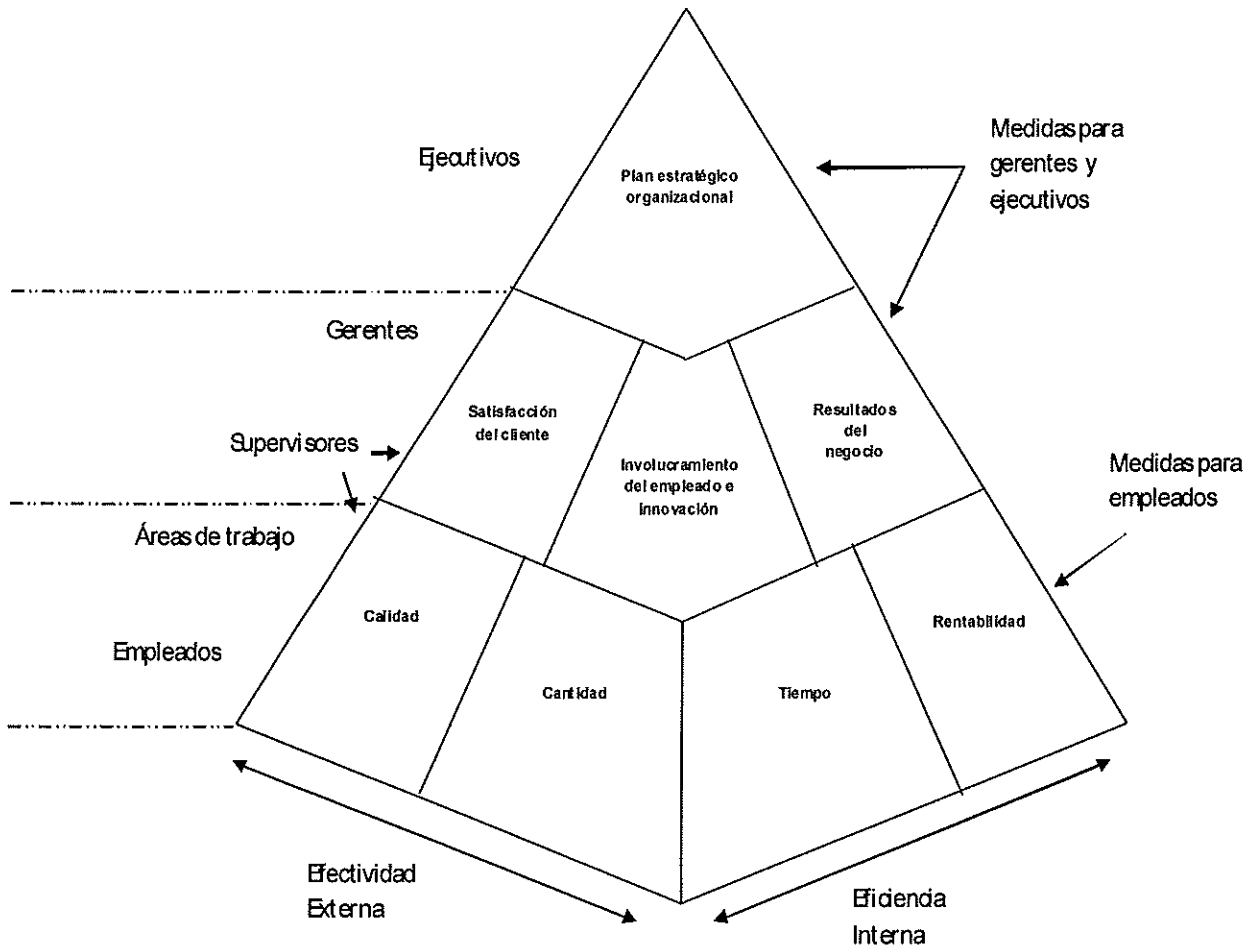 Ejecutivos
Plan estratégico
organizacional
Medidas para
gerentes y
ejecutivos
Gerentes
Satisfacción
del cliente
Resultados
del
negocio
Supervisores
Involucramiento
del empleado e
innovación
Medidas para
empleados
Áreas de trabajo
Calidad
Rentabilidad
Empleados
Cantidad
Tiempo
Efectividad
Externa
Eficiencia
Interna